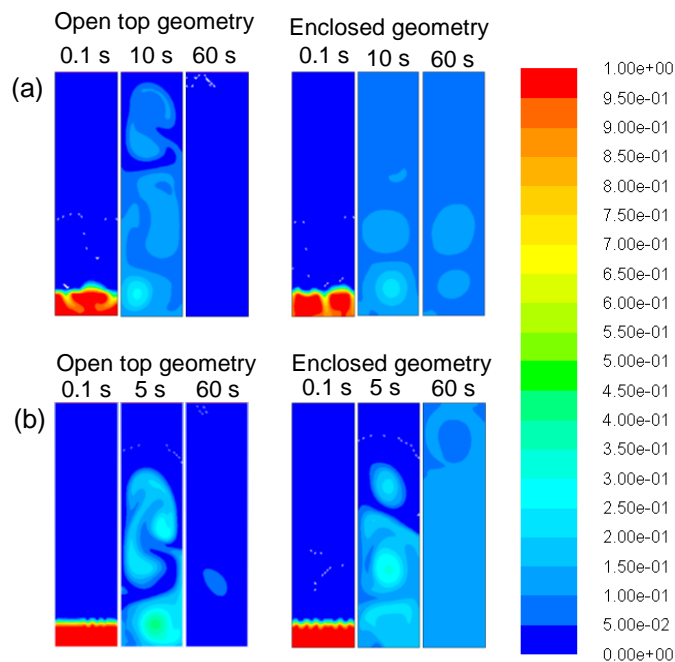 Open top geometry
Enclosed geometry
0.1 s 10 s 60 s
0.1 s 10 s 60 s
(a)
Open top geometry
Enclosed geometry
0.1 s 5 s 60 s
0.1 s 5 s 60 s
(b)
1.00e+00
9.50e-01
9.00e-01
8.50e-01
8.00e-01
7.50e-01
7.00e-01
6.50e-01
6.00e-01
5.50e-01
5.00e-01
4.50e-01
4.00e-01
3.50e-01
3.00e-01
2.50e-01
2.00e-01
1.50e-01
1.00e-01
5.00e-02
0.00e+00